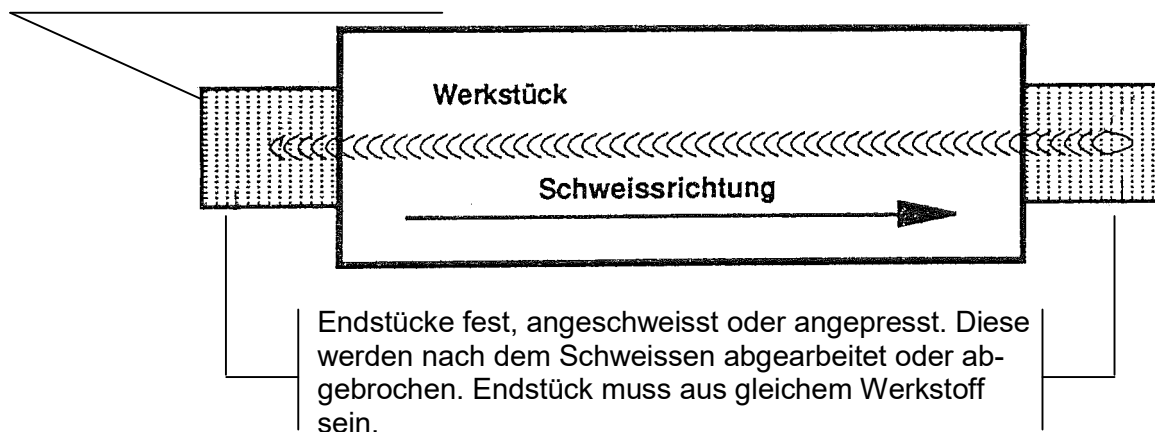 Werkstück
Schweissrichtung
Endstücke fest, angeschweisst oder angepresst. Diese
werden nach dem Schweissen abgearbeitet oder ab-
gebrochen. Endstück muss aus gleichem Werkstoff
sein.